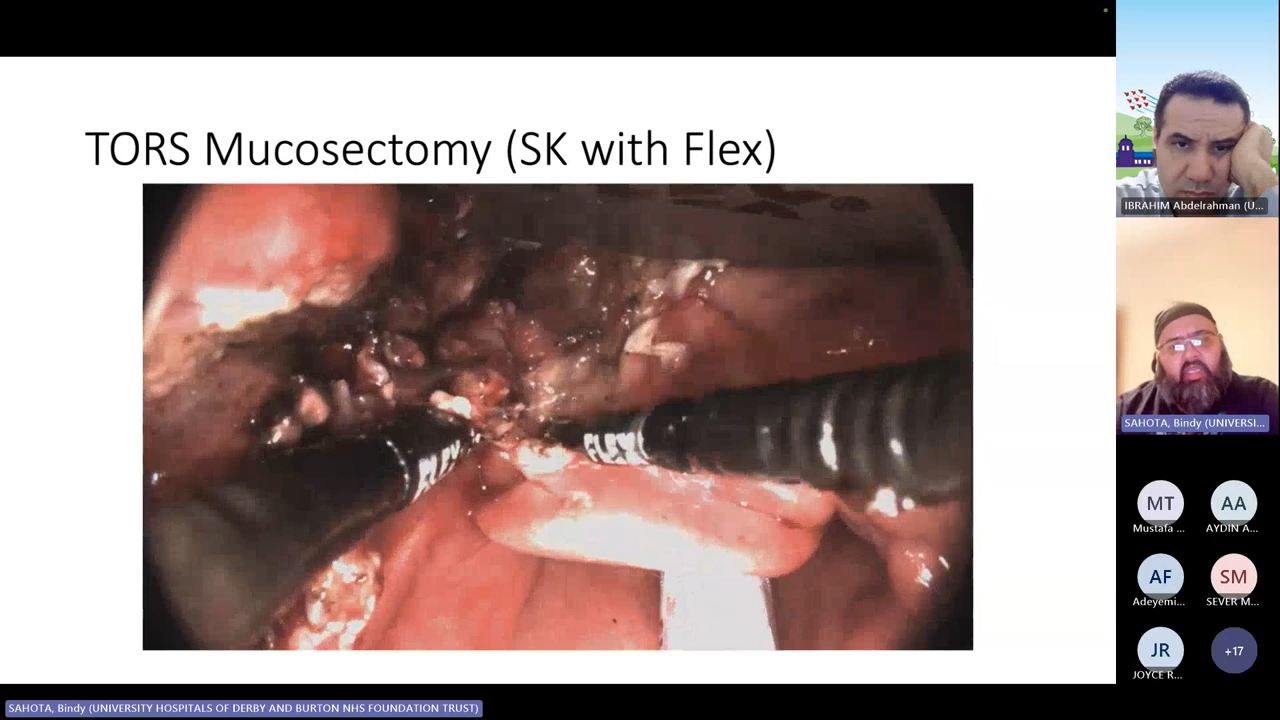 TORS Mucosectomy (SK with Flex)
FLEX
FLEX
IBRAHIM Abdelrahman (U...
SAHOTA, Bindy (UNIVERSI...
MT
AA
Mustafa ...
AYDIN A...
AF
SM
Adeyemi...
SEVER M...
JR
+17
JOYCE R...
SAHOTA, Bindy (UNIVERSITY HOSPITALS OF DERBY AND BURTON NHS FOUNDATION TRUST)